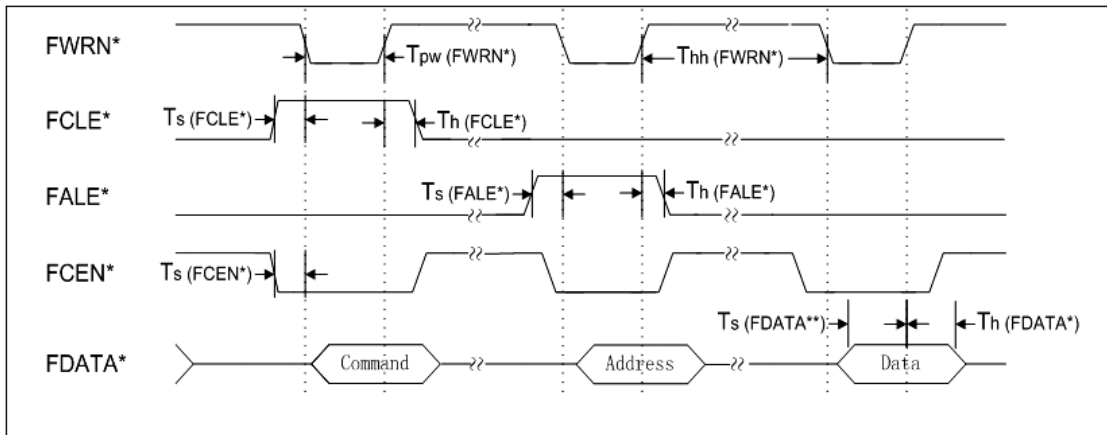 FWRN*
Tpw (FWRN*)
Thh (FWRN*)
FCLE*
Ts (FCLE*)
Th (FCLE*)
FALE*
Ts (FALE*)
Th (FALE*)
FCEN*
Ts (FCEN*)
Ts (FDATA**)
Th (FDATA*)
FDATA*
Command
Address
Data